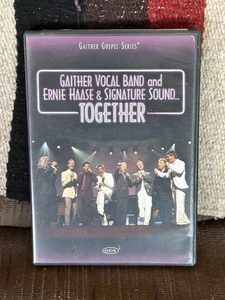 GAITHER GOSPEL SERIES
GAITHER VOCAL BAND and
ERNIE HAASE & SIGNATURE SOUND...
TOGETHER